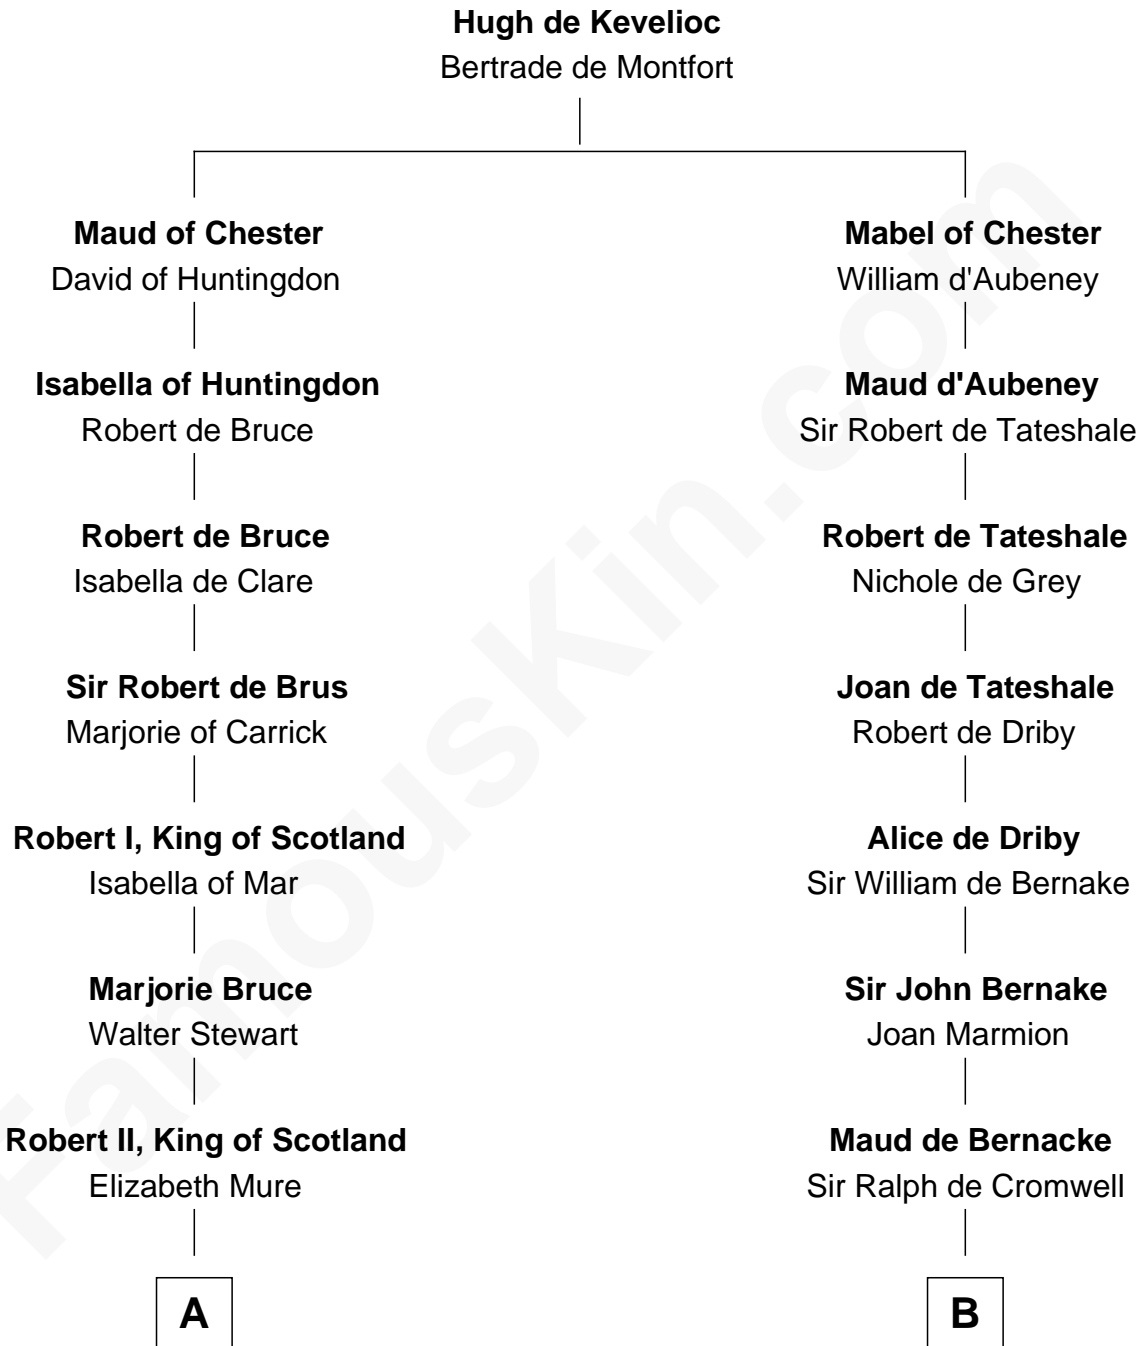 Hugh de Kevelioc
Bertrade de Montfort
Maud of Chester
David of Huntingdon
Mabel of Chester
William d'Aubeney
Isabella of Huntingdon
Robert de Bruce
Maud d'Aubeney
Sir Robert de Tateshale
Robert de Bruce
Isabella de Clare
Robert de Tateshale
Nichole de Grey
Sir Robert de Brus
Marjorie of Carrick
Joan de Tateshale
Robert de Driby
Robert I, King of Scotland
Isabella of Mar
Alice de Driby
Sir William de Bernake
Marjorie Bruce
Walter Stewart
Sir John Bernake
Joan Marmion
Robert II, King of Scotland
Elizabeth Mure
Maud de Bernacke
Sir Ralph de Cromwell
A
B
FamousKin.com